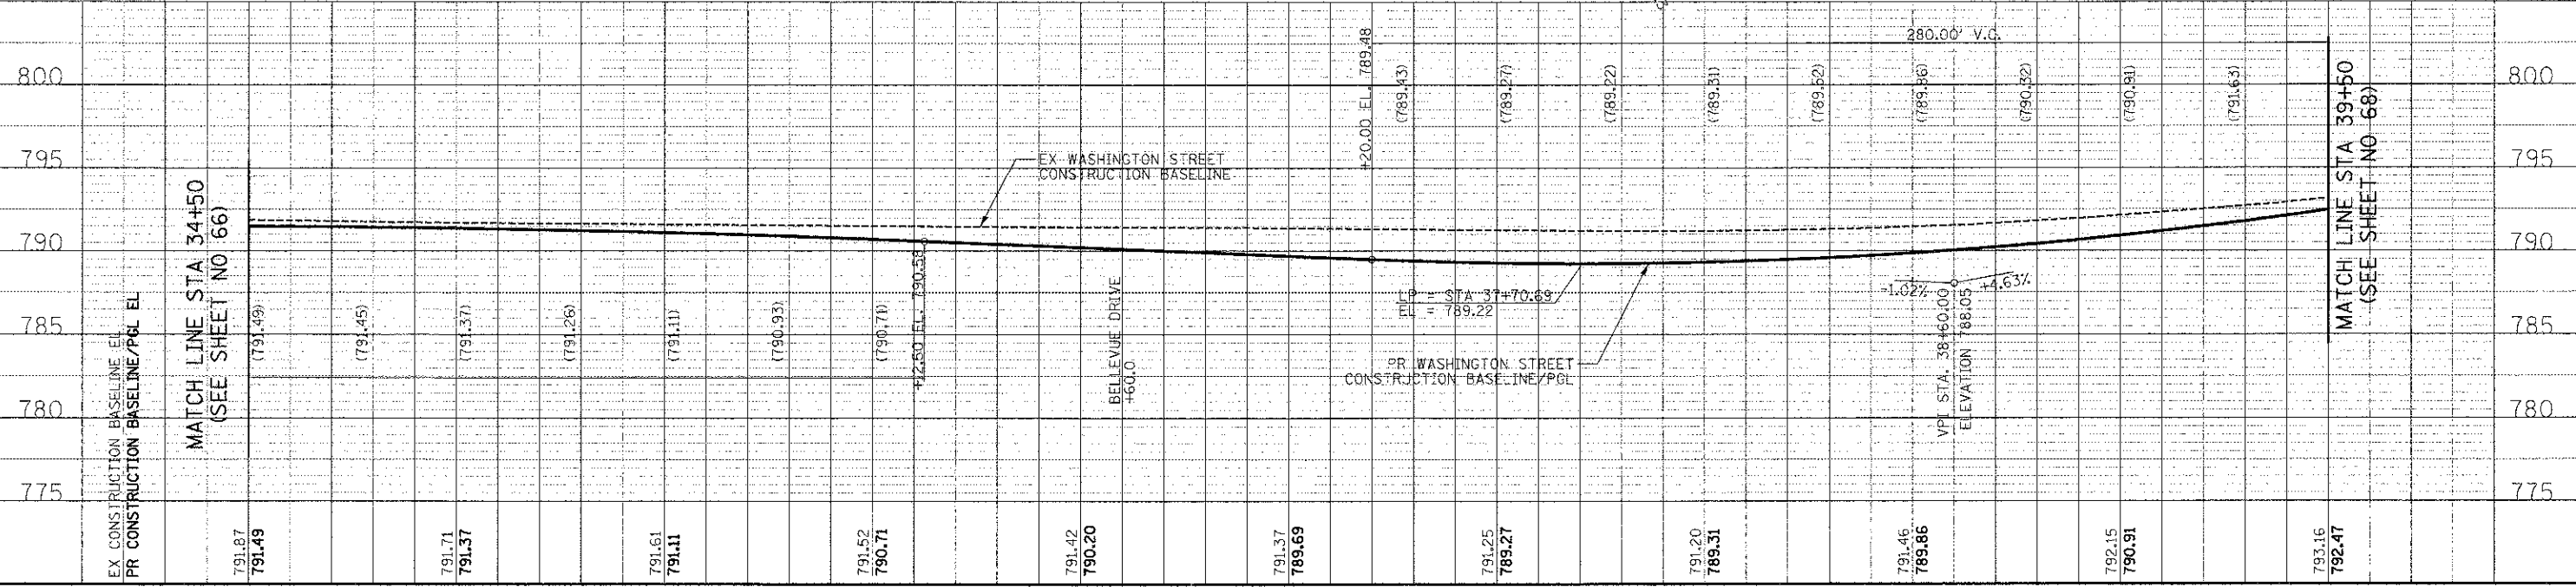 280.00' V.C.
800
795
790
785
780
775
EX CONSTRUCTION BASELINE EL
PR CONSTRUCTION BASELINE/PGL EL
MATCH LINE STA 34+50
(SEE SHEET NO 66)
(791.49)
(791.45)
(791.37)
(791.26)
(791.11)
(790.93)
(790.71)
+12.50 EL. 790.58
EX WASHINGTON STREET
CONSTRUCTION BASELINE
BELLEVUE DRIVE
+60.0
+20.00 EL. 789.48
(789.43)
(789.27)
(789.22)
(789.31)
(789.52)
(789.86)
(790.32)
(790.91)
(791.63)
LP = STA 37+70.69
EL = 789.22
PR WASHINGTON STREET
CONSTRUCTION BASELINE/PGL
-1.02%
+4.63%
VPI STA. 38+60.00
ELEVATION 788.05
MATCH LINE STA 39+50
(SEE SHEET NO 68)
800
795
790
785
780
775
791.87
791.49
791.71
791.37
791.61
791.11
791.52
790.71
791.42
790.20
791.37
789.69
791.25
789.27
791.20
789.31
791.46
789.86
792.15
790.91
793.16
792.47